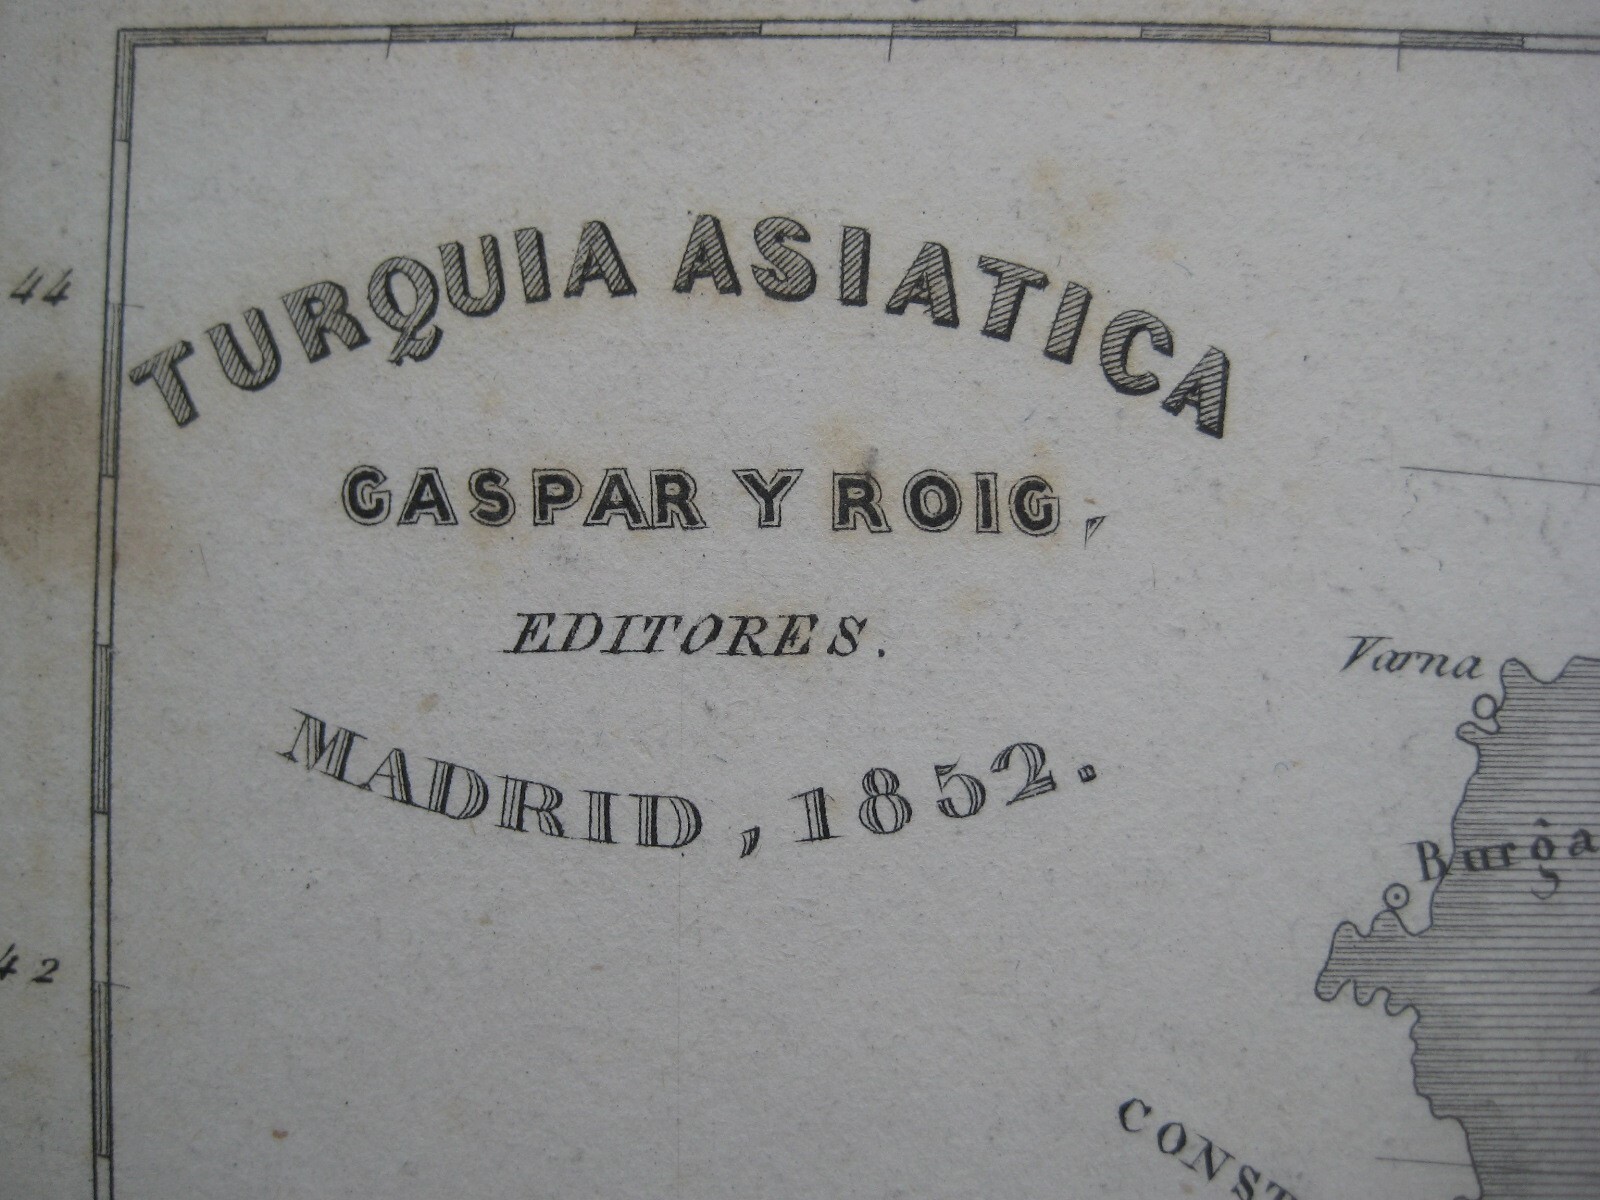 TURQUIA ASIATICA
GASPAR Y ROIG,
EDITORES.
MADRID, 1852.
44
42
Varna